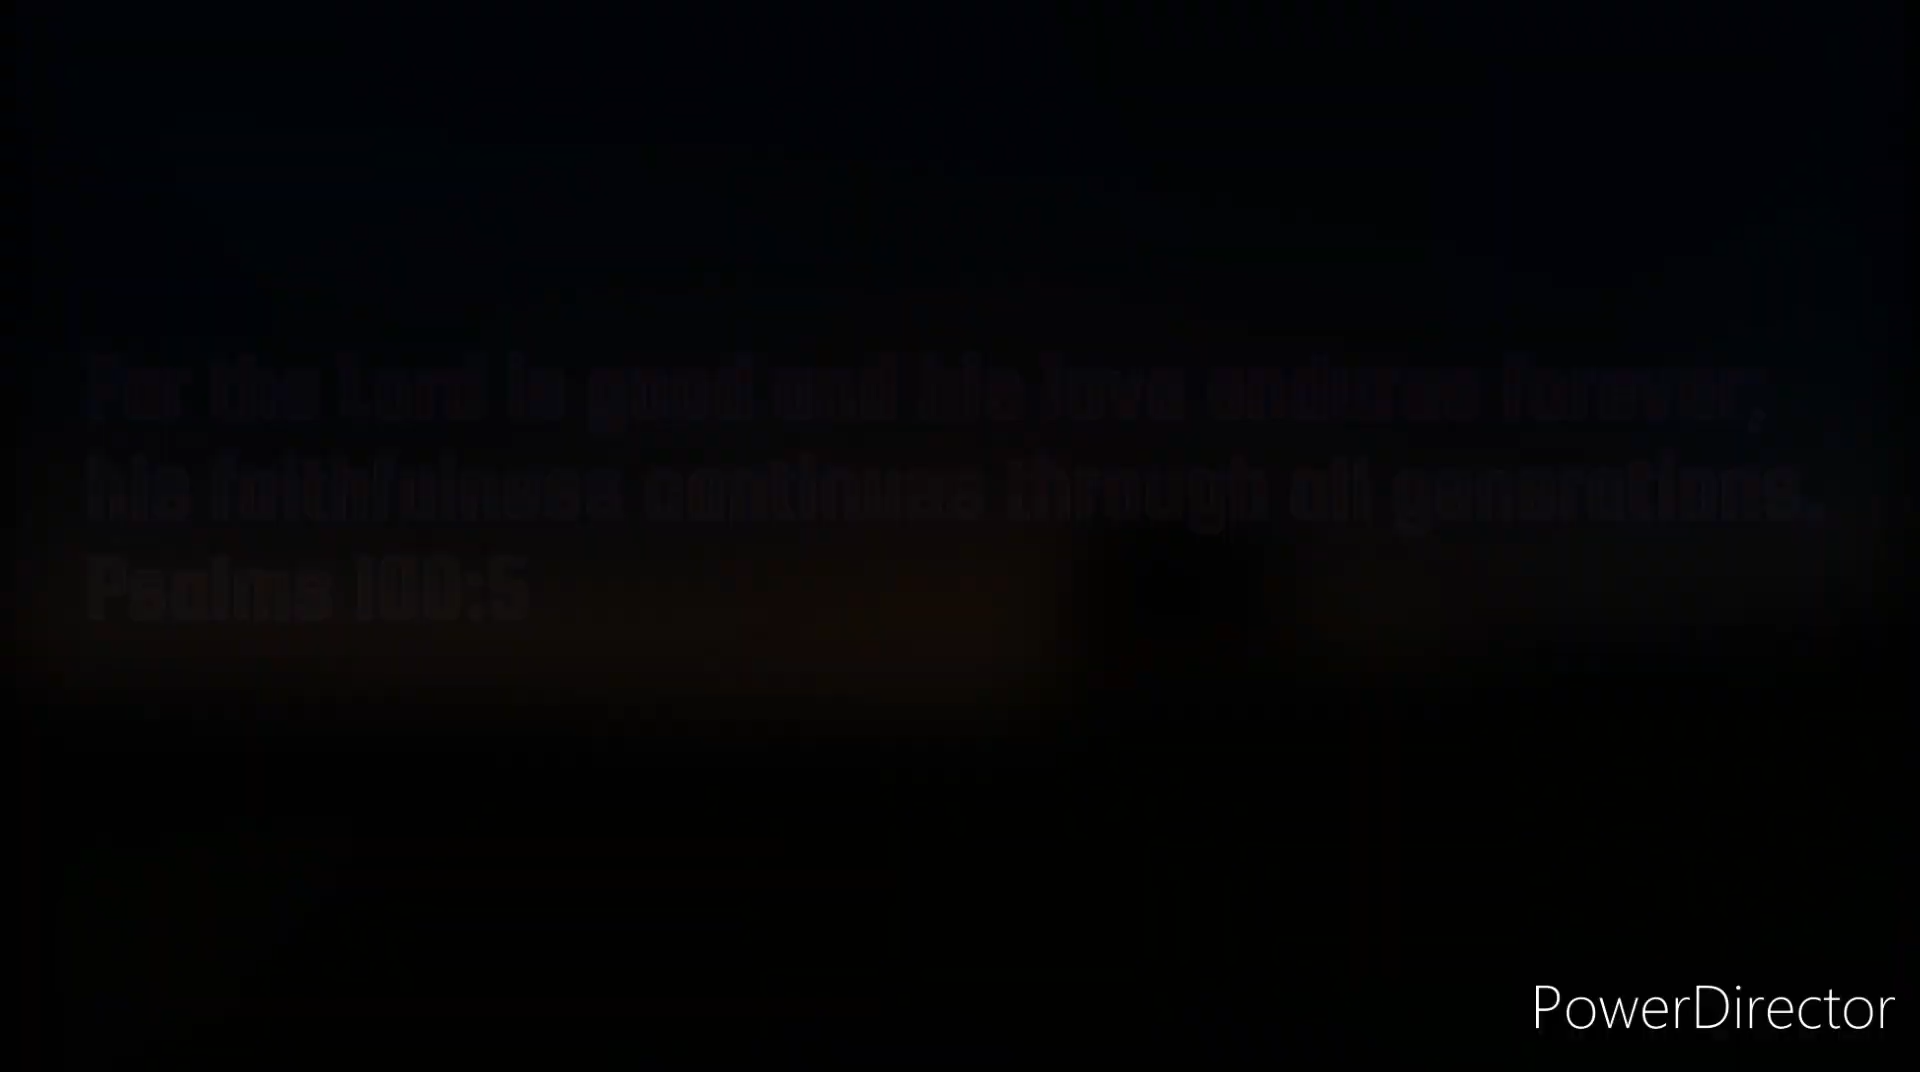 For the Lord is good and his love endures forever;
his faithfulness continues through all generations.
Psalms 100:5
PowerDirector